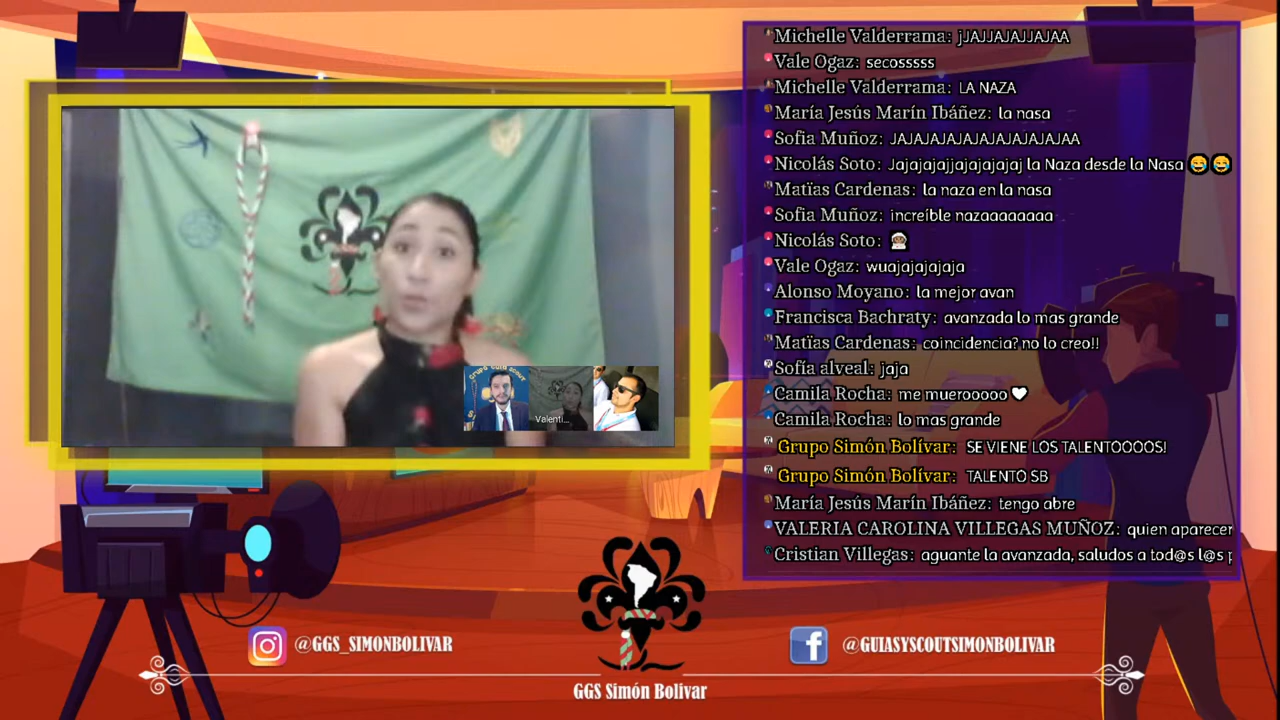 Michelle Valderrama: jJAJJAJAJJAJAA
Vale Ogaz: secosssss
Michelle Valderrama: LA NAZA
María Jesús Marín Ibáñez: la nasa
Sofia Muñoz: JAJAJAJAJAJAJAJAJAJAA
Nicolás Soto: Jajajajajjajajajajaj la Naza desde la Nasa 😂😂
Matïas Cardenas: la naza en la nasa
Sofia Muñoz: increíble nazaaaaaaaa
Nicolás Soto:
Vale Ogaz: wuajajajajaja
Alonso Moyano: la mejor avan
Francisca Bachraty: avanzada lo mas grande
Matïas Cardenas: coincidencia? no lo creo!!
Sofía alveal: jaja
Camila Rocha: me muerooooo 🤍
Camila Rocha: lo mas grande
Grupo Simón Bolívar: SE VIENE LOS TALENTOOOOS!
Grupo Simón Bolívar: TALENTO SB
María Jesús Marín Ibáñez: tengo abre
VALERIA CAROLINA VILLEGAS MUÑOZ: quien aparecer
Cristian Villegas: aguante la avanzada, saludos a tod@s l@s
Valenti...
@GGS_SIMONBOLIVAR
@GUIASYSCOUTSIMONBOLIVAR
GGS Simón Bolivar